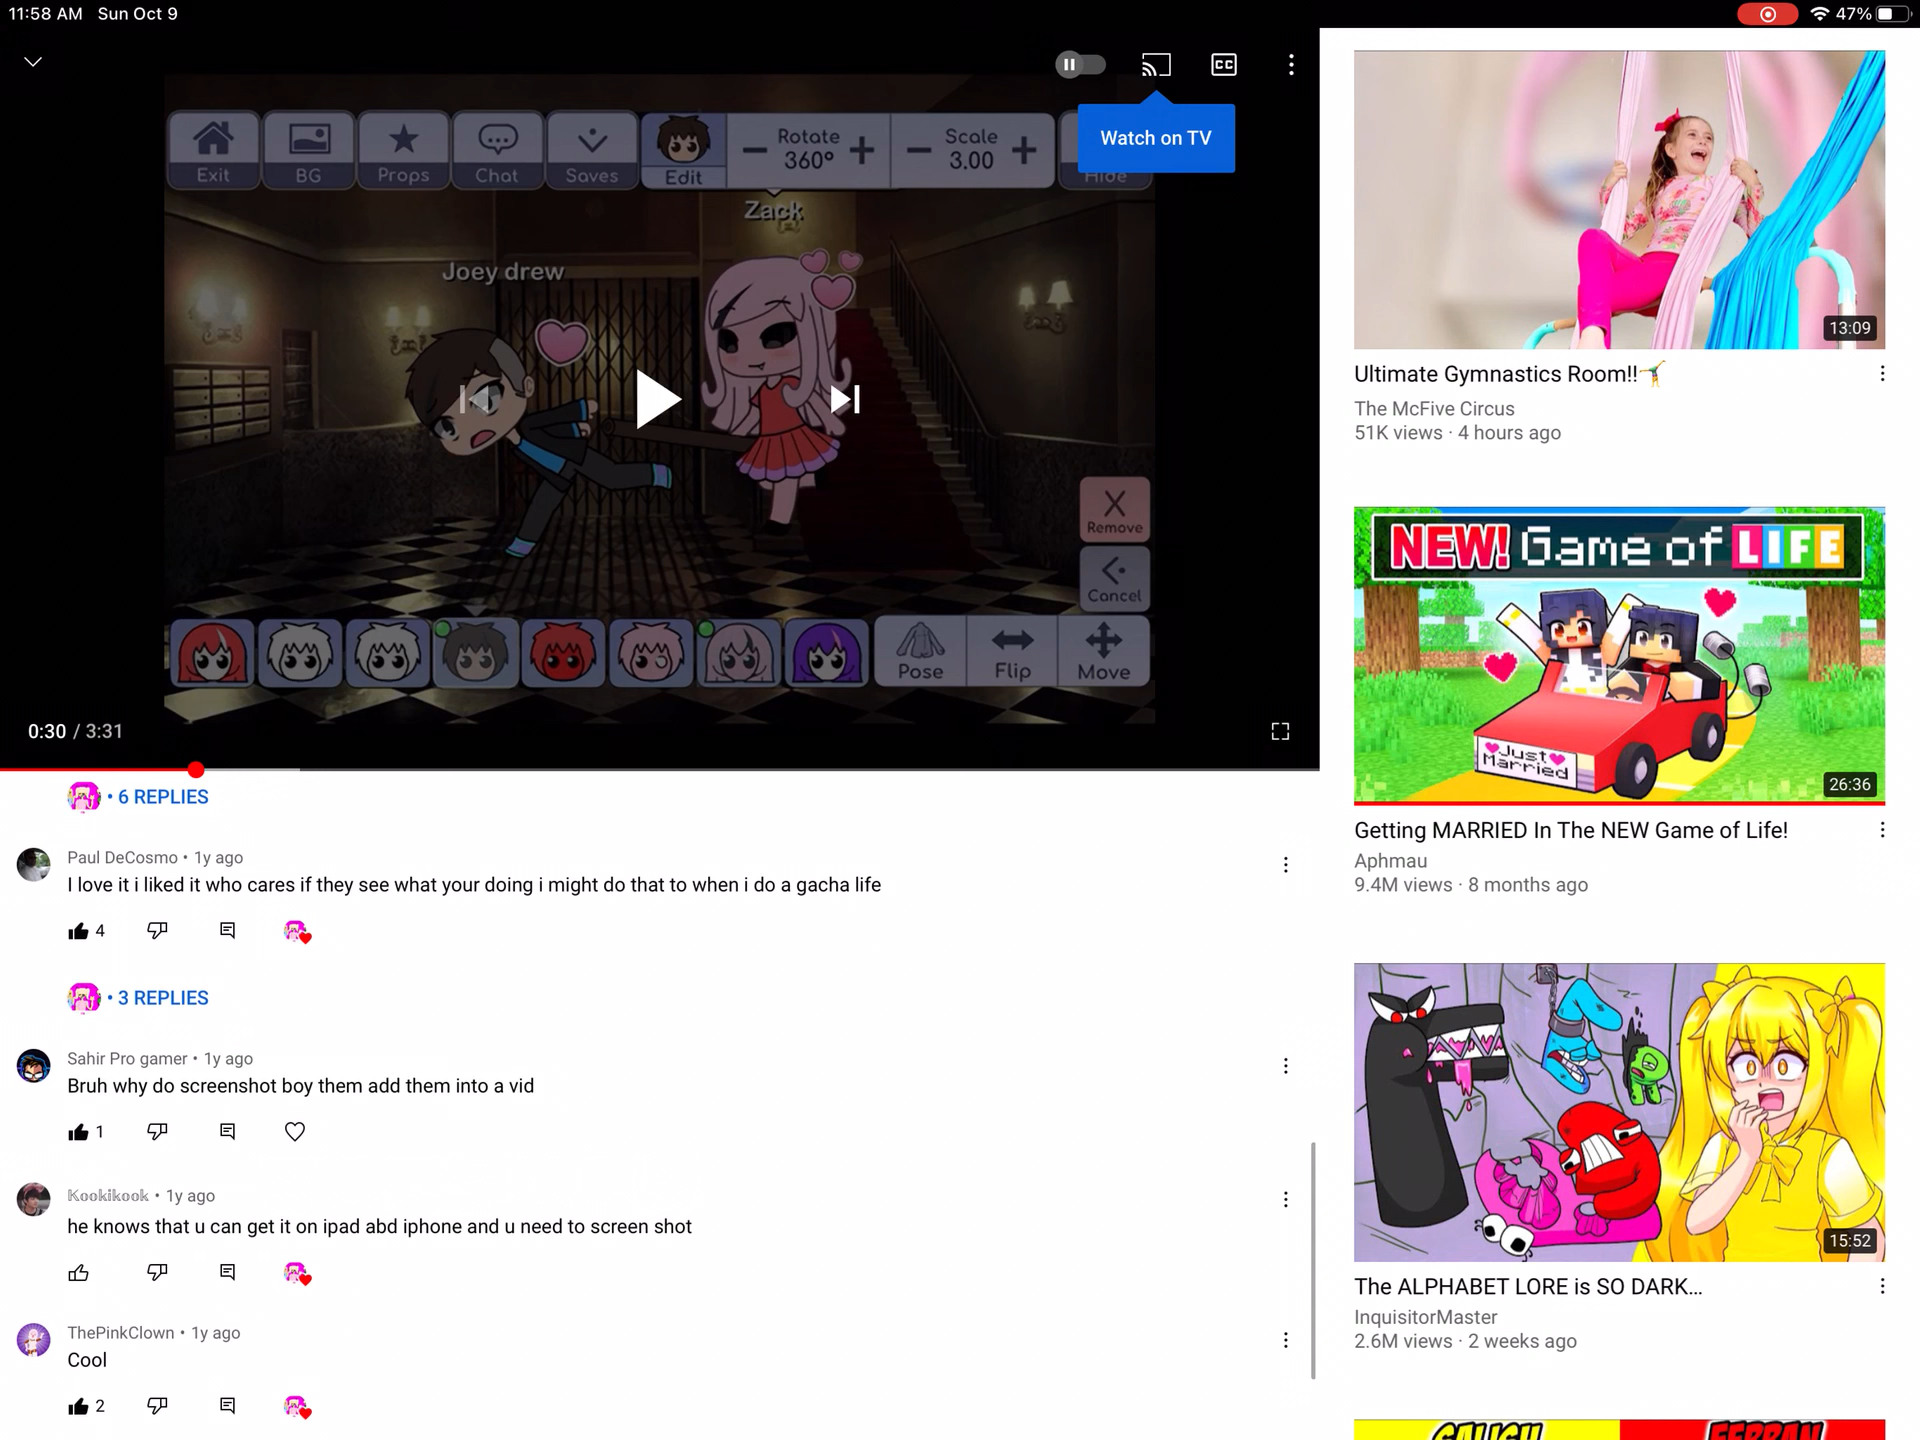 11:58 AM Sun Oct 9
47%
CC
Watch on TV
Exit
BG
Props
Chat
Saves
Edit
Rotate
360°
Scale
3.00
Hide
Zack
Joey drew
X
Remove
Cancel
Pose
Flip
Move
0:30 / 3:31
• 6 REPLIES
Paul DeCosmo • 1y ago
I love it i liked it who cares if they see what your doing i might do that to when i do a gacha life
4
• 3 REPLIES
Sahir Pro gamer • 1y ago
Bruh why do screenshot boy them add them into a vid
1
𝕂𝕠𝕠𝕜𝕚𝕜𝕠𝕠𝕜 • 1y ago
he knows that u can get it on ipad abd iphone and u need to screen shot
ThePinkClown • 1y ago
Cool
2
13:09
Ultimate Gymnastics Room!!🤸
The McFive Circus
51K views · 4 hours ago
NEW! Game of LIFE
Just
Married
26:36
Getting MARRIED In The NEW Game of Life!
Aphmau
9.4M views · 8 months ago
15:52
The ALPHABET LORE is SO DARK...
InquisitorMaster
2.6M views · 2 weeks ago